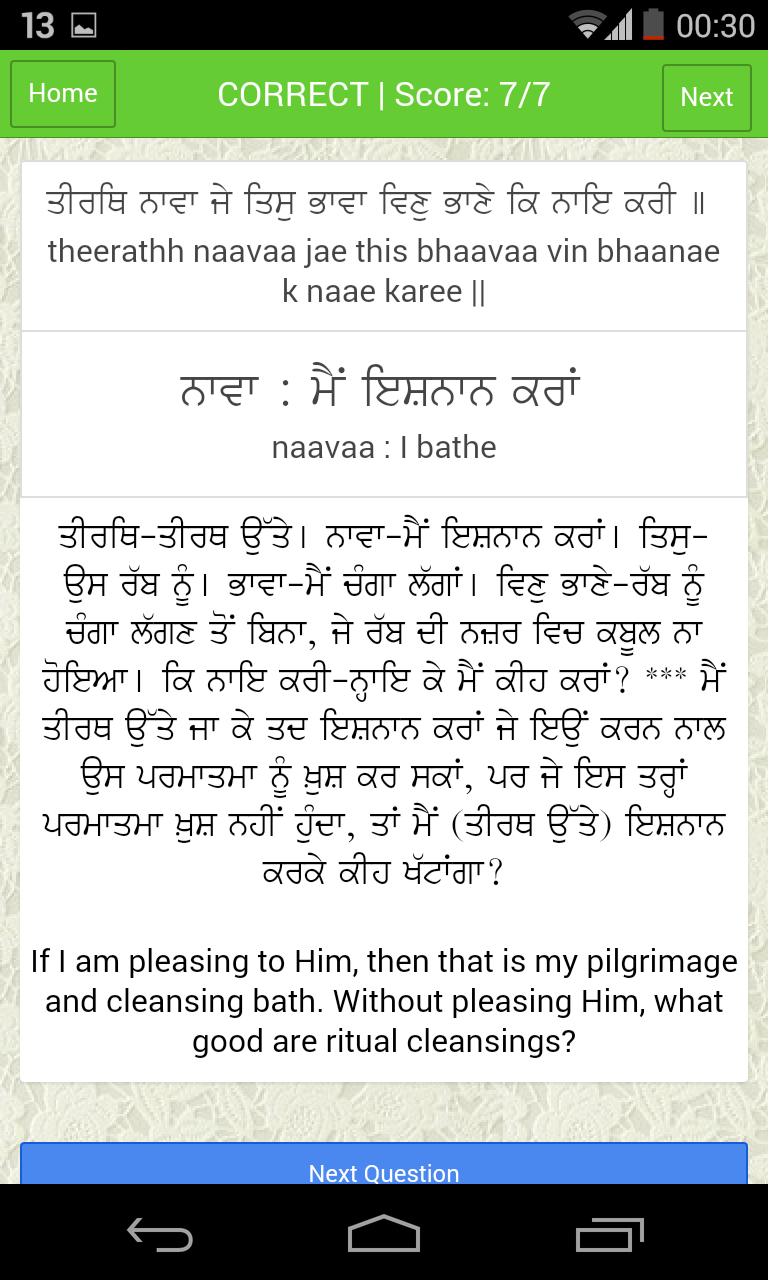 13
00:30
Home
CORRECT | Score: 7/7
Next
ਤੀਰਥਿ ਨਾਵਾ ਜੇ ਤਿਸੁ ਭਾਵਾ ਵਿਣੁ ਭਾਣੇ ਕਿ ਨਾਇ ਕਰੀ ॥
theerathh naavaa jae this bhaavaa vin bhaanae
k naae karee ||
ਨਾਵਾ : ਮੈਂ ਇਸ਼ਨਾਨ ਕਰਾਂ
naavaa : I bathe
ਤੀਰਥਿ-ਤੀਰਥ ਉੱਤੇ। ਨਾਵਾ-ਮੈਂ ਇਸ਼ਨਾਨ ਕਰਾਂ। ਤਿਸੁ-
ਉਸ ਰੱਬ ਨੂੰ। ਭਾਵਾ-ਮੈਂ ਚੰਗਾ ਲੱਗਾਂ। ਵਿਣੁ ਭਾਣੇ-ਰੱਬ ਨੂੰ
ਚੰਗਾ ਲੱਗਣ ਤੋਂ ਬਿਨਾ, ਜੇ ਰੱਬ ਦੀ ਨਜ਼ਰ ਵਿਚ ਕਬੂਲ ਨਾ
ਹੋਇਆ। ਕਿ ਨਾਇ ਕਰੀ-ਨ੍ਹਾਇ ਕੇ ਮੈਂ ਕੀਹ ਕਰਾਂ? *** ਮੈਂ
ਤੀਰਥ ਉੱਤੇ ਜਾ ਕੇ ਤਦ ਇਸ਼ਨਾਨ ਕਰਾਂ ਜੇ ਇਉਂ ਕਰਨ ਨਾਲ
ਉਸ ਪਰਮਾਤਮਾ ਨੂੰ ਖ਼ੁਸ਼ ਕਰ ਸਕਾਂ, ਪਰ ਜੇ ਇਸ ਤਰ੍ਹਾਂ
ਪਰਮਾਤਮਾ ਖ਼ੁਸ਼ ਨਹੀਂ ਹੁੰਦਾ, ਤਾਂ ਮੈਂ (ਤੀਰਥ ਉੱਤੇ) ਇਸ਼ਨਾਨ
ਕਰਕੇ ਕੀਹ ਖੱਟਾਂਗਾ?
If I am pleasing to Him, then that is my pilgrimage
and cleansing bath. Without pleasing Him, what
good are ritual cleansings?
Next Question